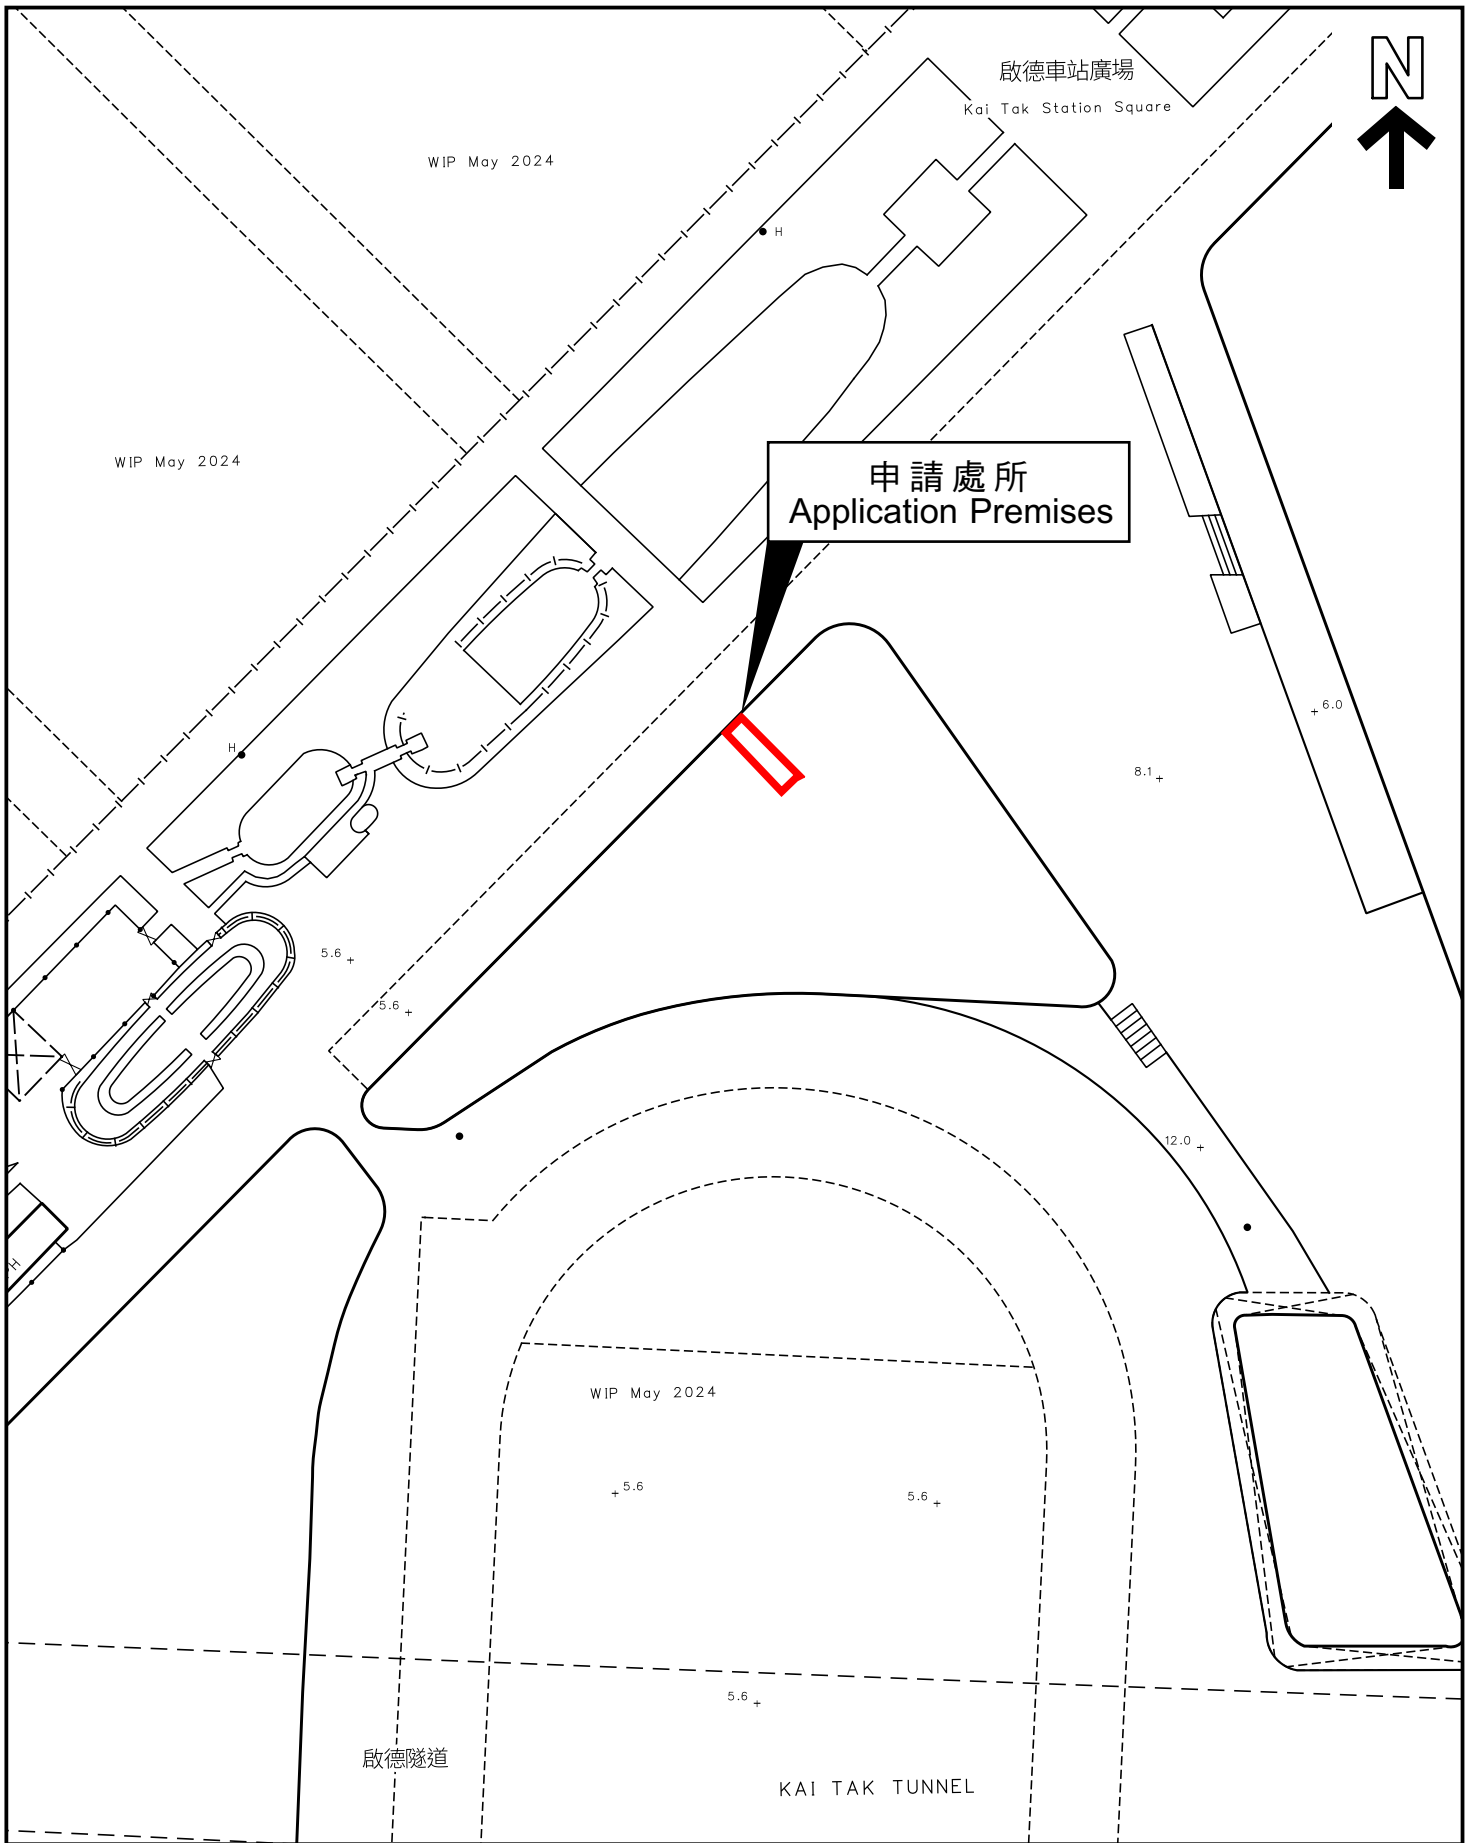 啟德車站廣場
Kai Tak Station Square
N
WIP May 2024
H
WIP May 2024
申請處所
Application Premises
6.0
H
8.1
5.6
5.6
12.0
H
WIP May 2024
5.6
5.6
5.6
啟德隧道
KAI TAK TUNNEL